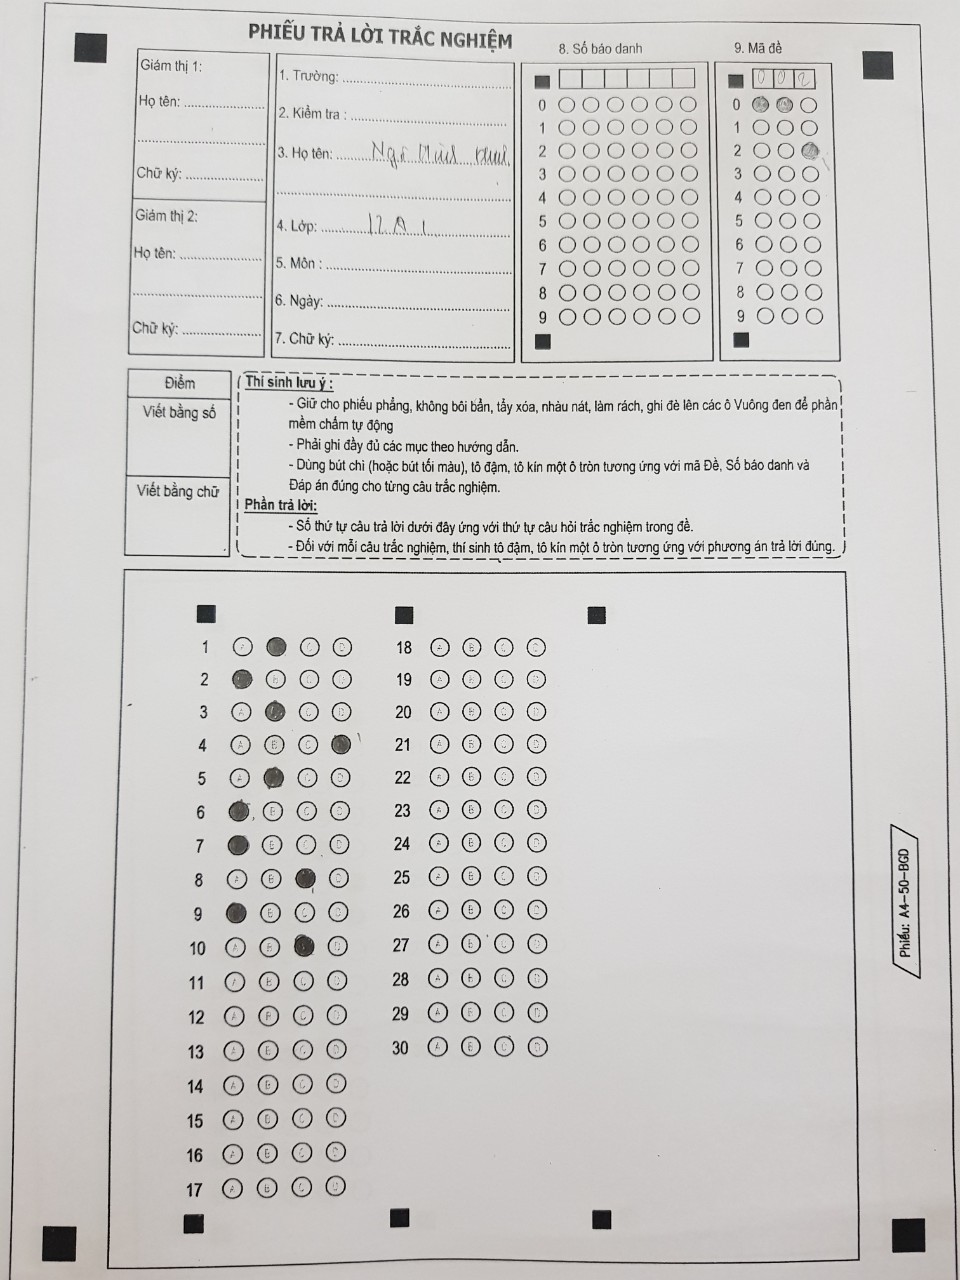 PHIẾU TRẢ LỜI TRẮC NGHIỆM
Giám thị 1:
Họ tên:
Chữ ký:
Giám thị 2:
Họ tên:
Chữ ký:
1. Trường:
2. Kiểm tra :
3. Họ tên: Ngô
4. Lớp: 12A1
5. Môn :
6. Ngày:
7. Chữ ký:
8. Số báo danh
0
1
2
3
4
5
6
7
8
9
9. Mã đề
0 0 2
0
1
2
3
4
5
6
7
8
9
Điểm
Viết bằng số
Viết bằng chữ
Thí sinh lưu ý :
- Giữ cho phiếu phẳng, không bôi bẩn, tẩy xóa, nhàu nát, làm rách, ghi đè lên các ô Vuông đen để phần
mềm chấm tự động
- Phải ghi đầy đủ các mục theo hướng dẫn.
- Dùng bút chì (hoặc bút tối màu), tô đậm, tô kín một ô tròn tương ứng với mã Đề, Số báo danh và
Đáp án đúng cho từng câu trắc nghiệm.
Phần trả lời:
- Số thứ tự câu trả lời dưới đây ứng với thứ tự câu hỏi trắc nghiệm trong đề.
- Đối với mỗi câu trắc nghiệm, thí sinh tô đậm, tô kín một ô tròn tương ứng với phương án trả lời đúng.
1 A C D
2 B C D
3 A C D
4 A B C
5 A C D
6 B C D
7 B C D
8 A B D
9 B C D
10 A B D
11 A B C D
12 A B C D
13 A B C D
14 A B C D
15 A B C D
16 A B C D
17 A B C D
18 A B C D
19 A B C D
20 A B C D
21 A B C D
22 A B C D
23 A B C D
24 A B C D
25 A B C D
26 A B C D
27 A B C D
28 A B C D
29 A B C D
30 A B C D
Phiếu: A4-50-BGD